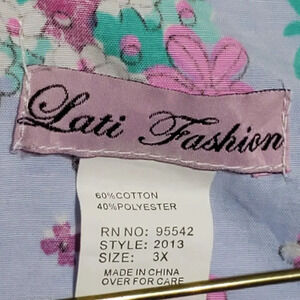 Lati Fashion
60%COTTON
40%POLYESTER
RN NO: 95542
STYLE: 2013
SIZE: 3X
MADE IN CHINA
OVER FOR CARE